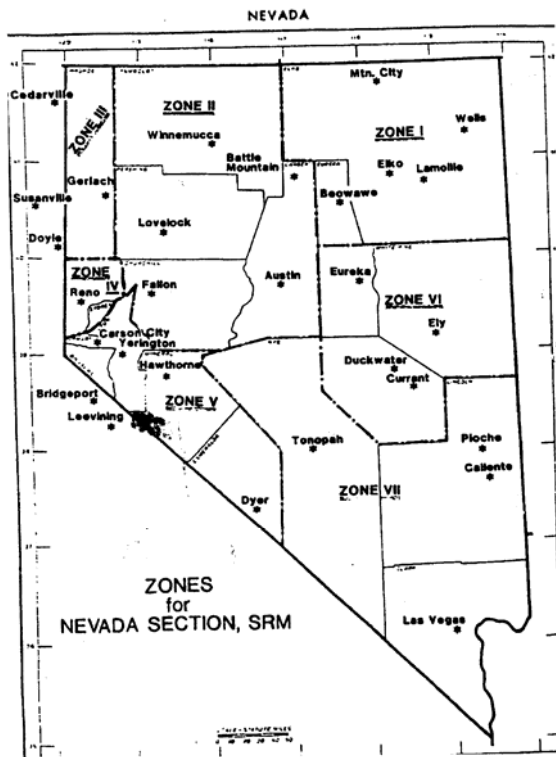 NEVADA
Mtn. City
Cedarville
ZONE III
ZONE II
ZONE I
Wells
Winnemucca
Battle
Mountain
Elko
Lamoille
Gerlach
Beowawe
Susanville
Lovelock
Doyle
ZONE
IV
Reno
Fallon
Austin
Eureka
ZONE VI
Ely
Carson City
Yerington
Hawthorne
Duckwater
Currant
Bridgeport
ZONE V
Leevining
Tonopah
Pioche
Caliente
ZONE VII
Dyer
ZONES
for
NEVADA SECTION, SRM
Las Vegas